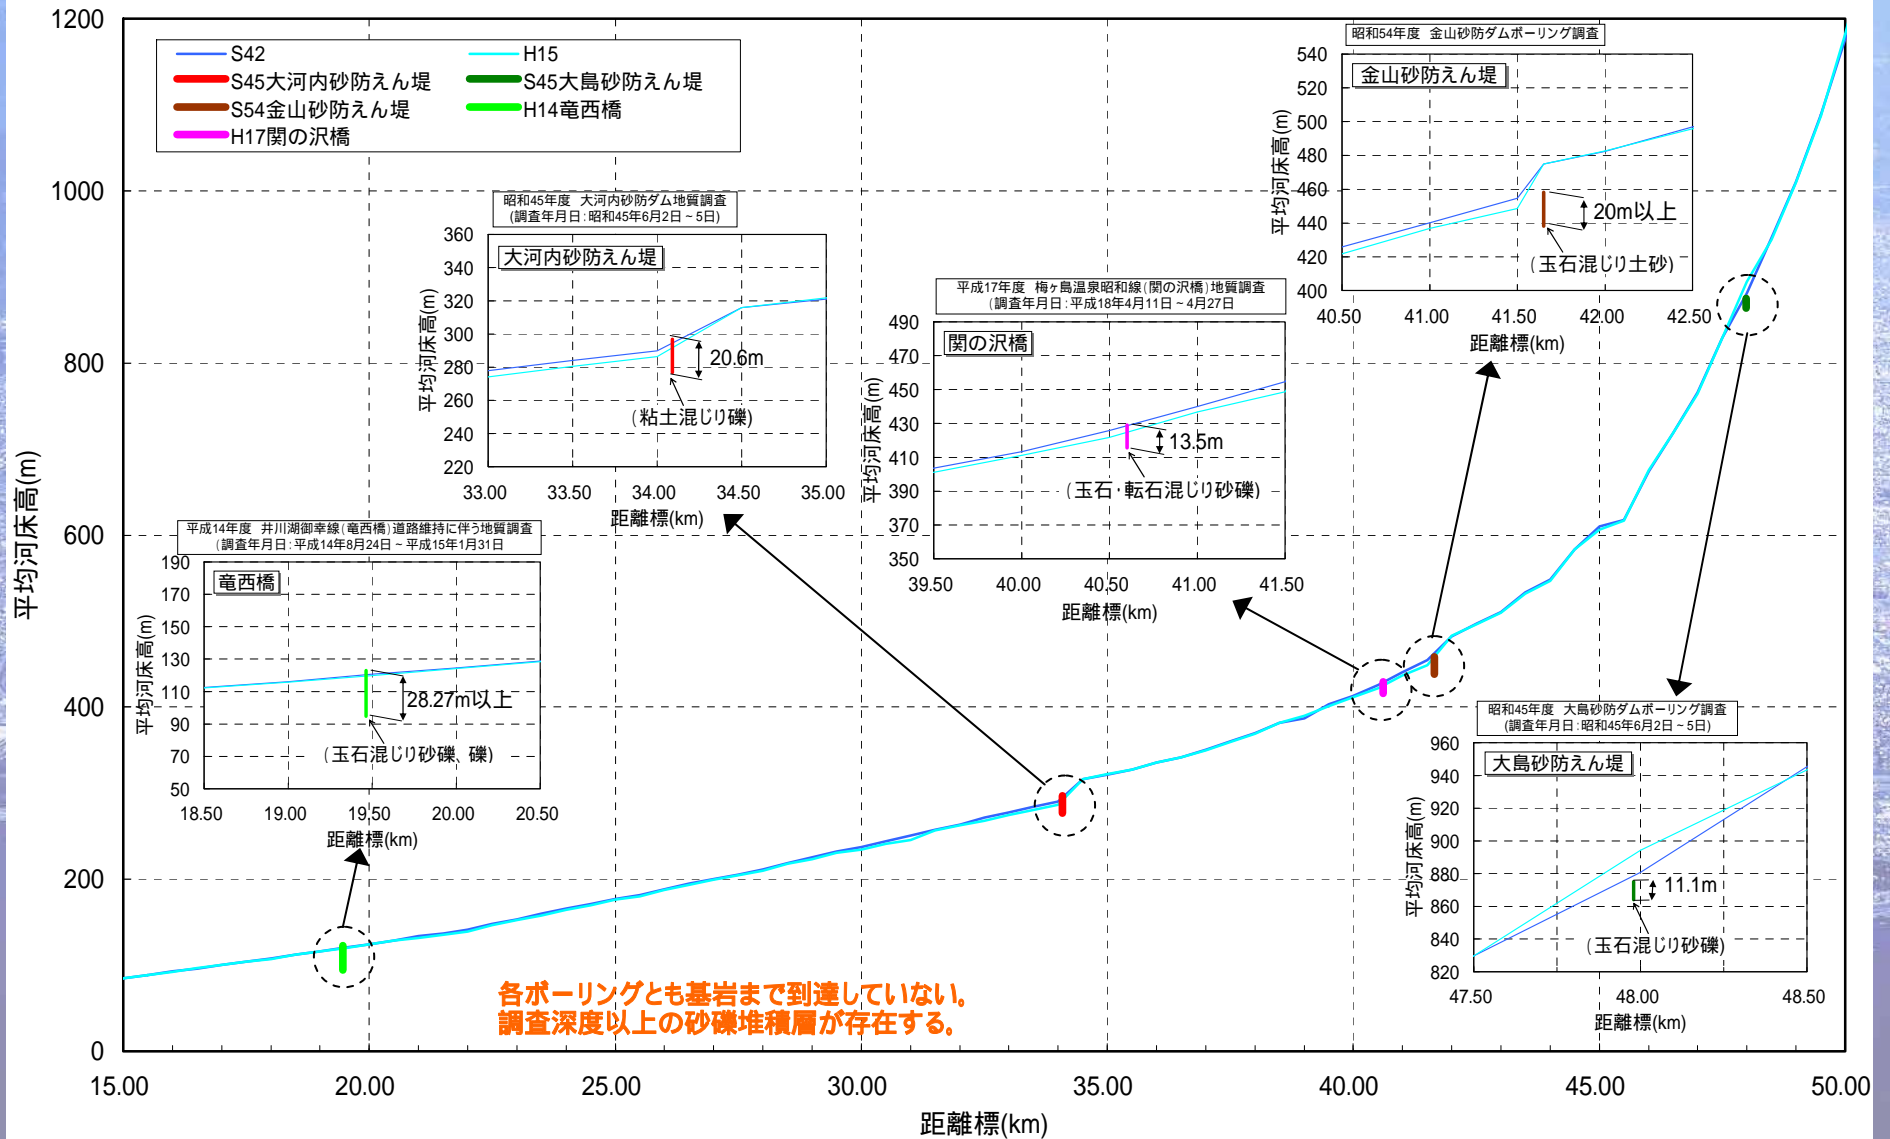 1200
1000
800
600
400
200
0
平均河床高(m)
15.00 20.00 25.00 30.00 35.00 40.00 45.00 50.00
距離標(km)
S42 H15
S45大河内砂防えん堤 S45大島砂防えん堤
S54金山砂防えん堤 H14竜西橋
H17関の沢橋
昭和45年度 大河内砂防ダム地質調査
(調査年月日:昭和45年6月2日~5日)
大河内砂防えん堤
360
340
320
300
280
260
240
220
平均河床高(m)
20.6m
(粘土混じり礫)
33.00 33.50 34.00 34.50 35.00
距離標(km)
平成14年度 井川湖御幸線(竜西橋)道路維持に伴う地質調査
(調査年月日:平成14年8月24日~平成15年1月31日
竜西橋
190
170
150
130
110
90
70
50
平均河床高(m)
28.27m以上
(玉石混じり砂礫、礫)
18.50 19.00 19.50 20.00 20.50
距離標(km)
平成17年度 梅ヶ島温泉昭和線(関の沢橋)地質調査
(調査年月日:平成18年4月11日~4月27日
関の沢橋
490
470
450
430
410
390
370
350
平均河床高(m)
13.5m
(玉石・転石混じり砂礫)
39.50 40.00 40.50 41.00 41.50
距離標(km)
昭和54年度 金山砂防ダムボーリング調査
金山砂防えん堤
540
520
500
480
460
440
420
400
平均河床高(m)
20m以上
(玉石混じり土砂)
40.50 41.00 41.50 42.00 42.50
距離標(km)
昭和45年度 大島砂防ダムボーリング調査
(調査年月日:昭和45年6月2日~5日)
大島砂防えん堤
960
940
920
900
880
860
840
820
平均河床高(m)
11.1m
(玉石混じり砂礫)
47.50 48.00 48.50
距離標(km)
各ボーリングとも基岩まで到達していない。
調査深度以上の砂礫堆積層が存在する。